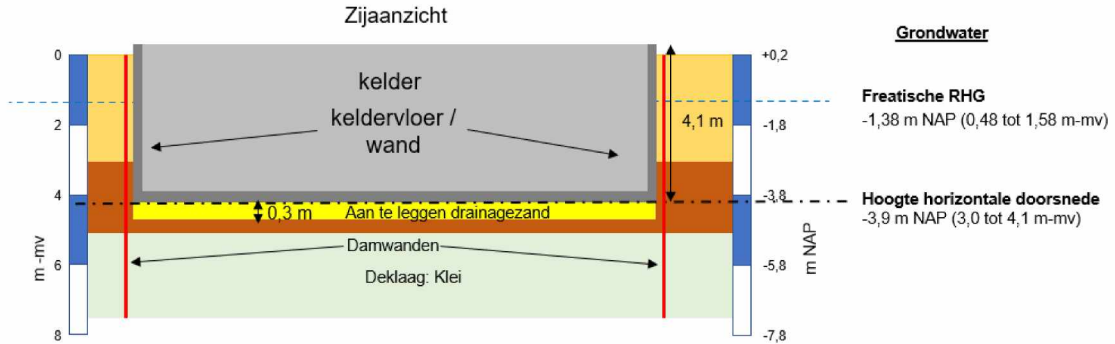 Zijaanzicht
Grondwater
0
2
4
6
8
m -mv
kelder
keldervloer /
wand
4,1 m
0,3 m
Aan te leggen drainagezand
Damwanden
Deklaag: Klei
+0,2
-1,8
-3.8
-5,8
-7,8
m NAP
Freatische RHG
-1,38 m NAP (0,48 tot 1,58 m-mv)
Hoogte horizontale doorsnede
-3,9 m NAP (3,0 tot 4,1 m-mv)